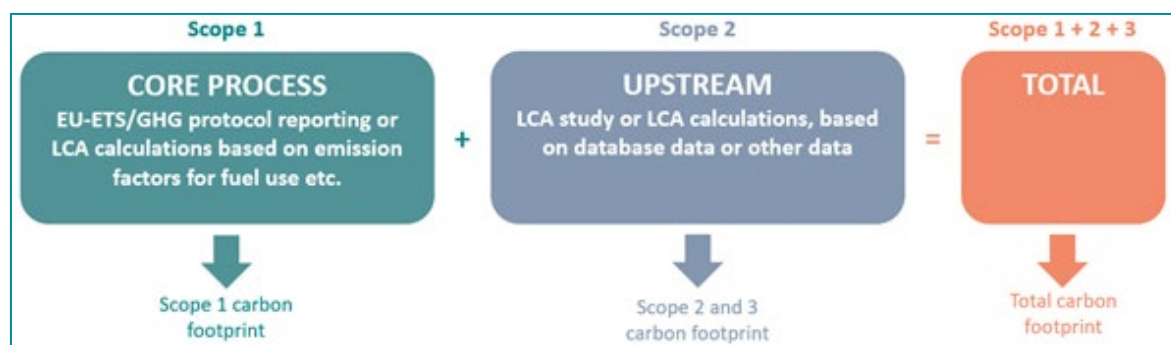 Scope 1
Scope 2
Scope 1 + 2 + 3
CORE PROCESS
EU-ETS/GHG protocol reporting or
LCA calculations based on emission
factors for fuel use etc.
+
UPSTREAM
LCA study or LCA calculations, based
on database data or other data
=
TOTAL
Scope 1 carbon
footprint
Scope 2 and 3
carbon footprint
Total carbon
footprint